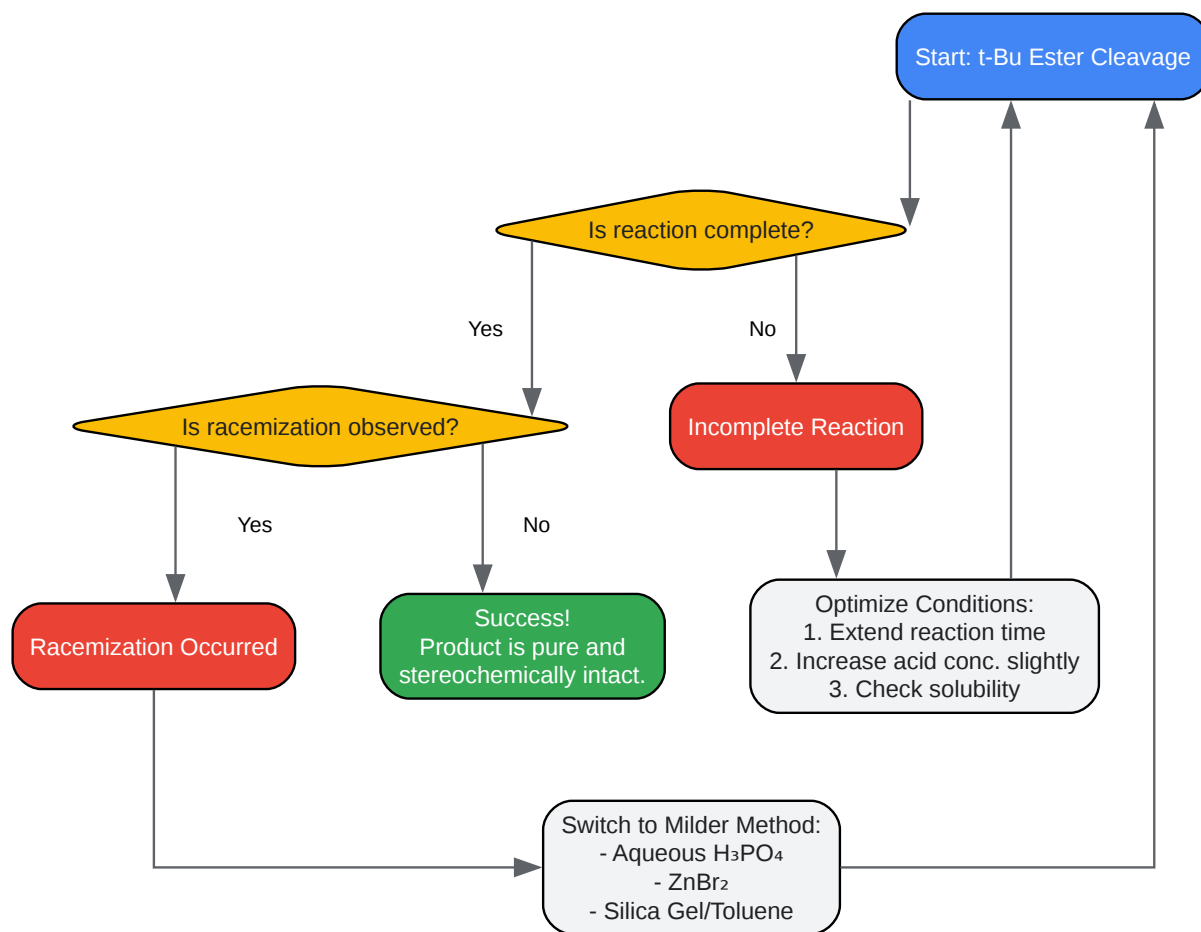 Start: t-Bu Ester Cleavage
Is reaction complete?
Yes
No
Is racemization observed?
Incomplete Reaction
Yes
No
Racemization Occurred
Success!
Product is pure and
stereochemically intact.
Optimize Conditions:
1. Extend reaction time
2. Increase acid conc. slightly
3. Check solubility
Switch to Milder Method:
- Aqueous H₃PO₄
- ZnBr₂
- Silica Gel/Toluene